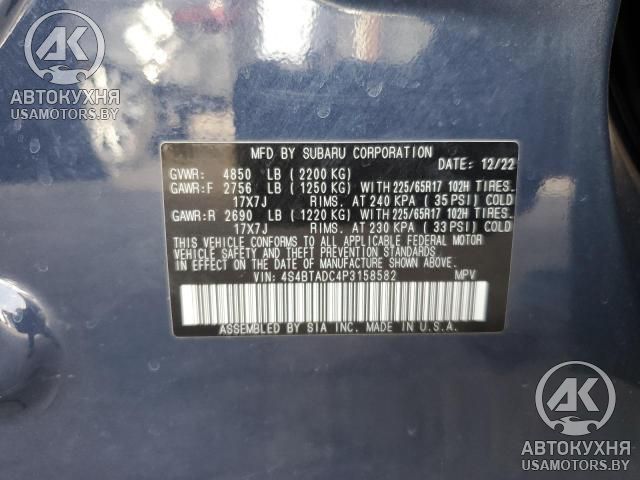 AK
АВТОКУХНЯ
USAMOTORS.BY
MFD BY SUBARU CORPORATION
DATE: 12/22
GVWR: 4850 LB (2200 KG)
GAWR:F 2756 LB (1250 KG) WITH 225/65R17 102H TIRES,
17X7J RIMS, AT 240 KPA (35 PSI) COLD
GAWR:R 2690 LB (1220 KG) WITH 225/65R17 102H TIRES,
17X7J RIMS, AT 230 KPA (33 PSI) COLD
THIS VEHICLE CONFORMS TO ALL APPLICABLE FEDERAL MOTOR
VEHICLE SAFETY AND THEFT PREVENTION STANDARDS
IN EFFECT ON THE DATE OF MANUFACTURE SHOWN ABOVE.
VIN: 4S4BTADC4P3158582 MPV
ASSEMBLED BY SIA INC. MADE IN U.S.A.
AK
АВТОКУХНЯ
USAMOTORS.BY